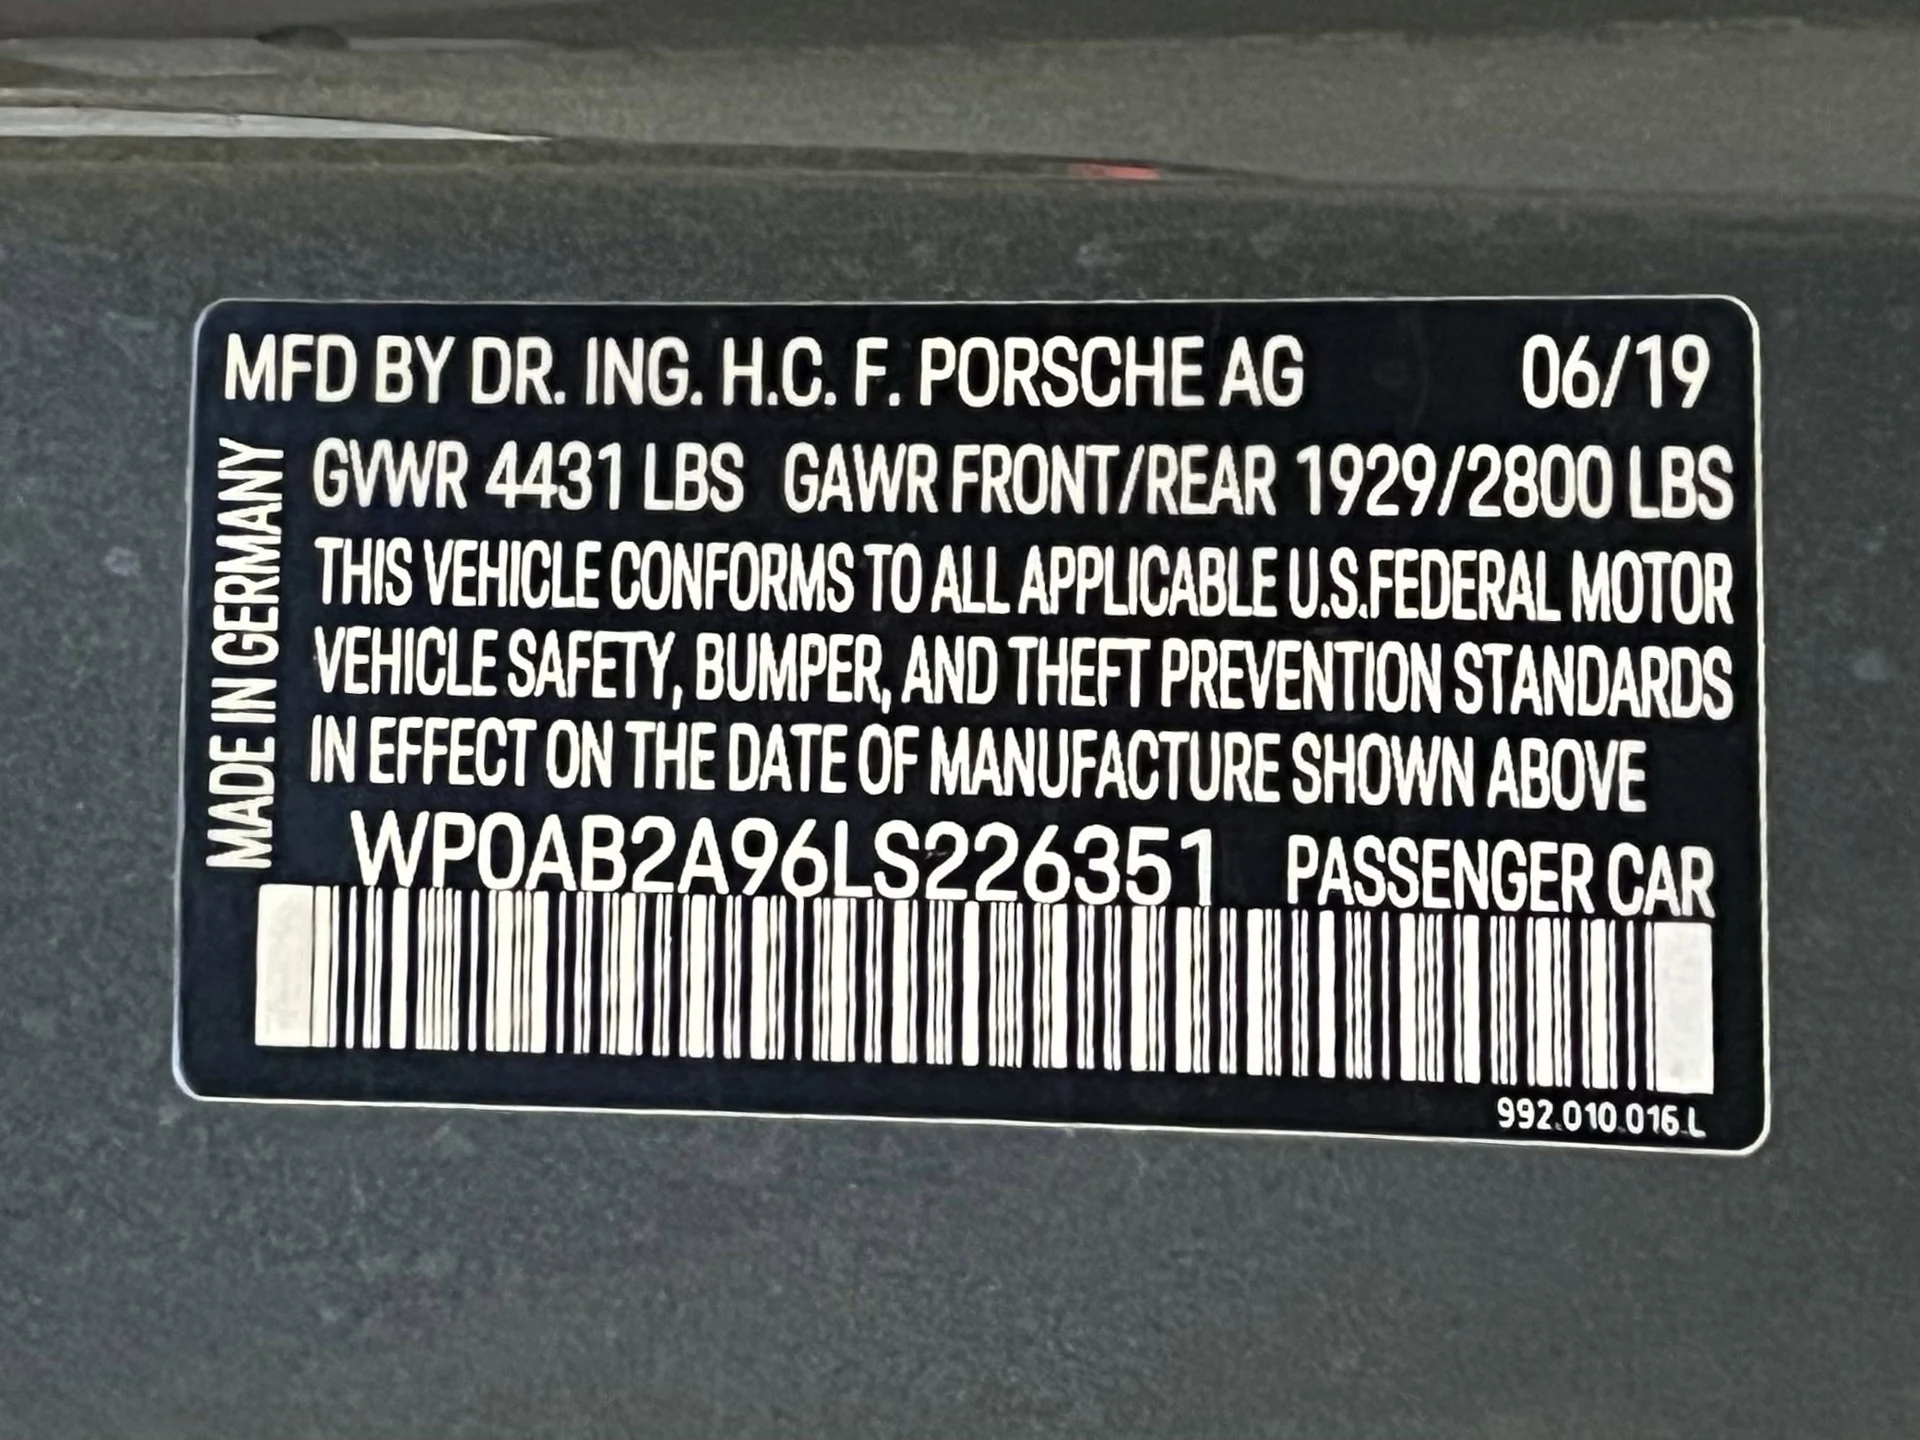 MFD BY DR. ING. H.C. F. PORSCHE AG 06/19
GVWR 4431 LBS GAWR FRONT/REAR 1929/2800 LBS
THIS VEHICLE CONFORMS TO ALL APPLICABLE U.S.FEDERAL MOTOR
VEHICLE SAFETY, BUMPER, AND THEFT PREVENTION STANDARDS
IN EFFECT ON THE DATE OF MANUFACTURE SHOWN ABOVE
WP0AB2A96LS226351 PASSENGER CAR
MADE IN GERMANY
992.010.016.L